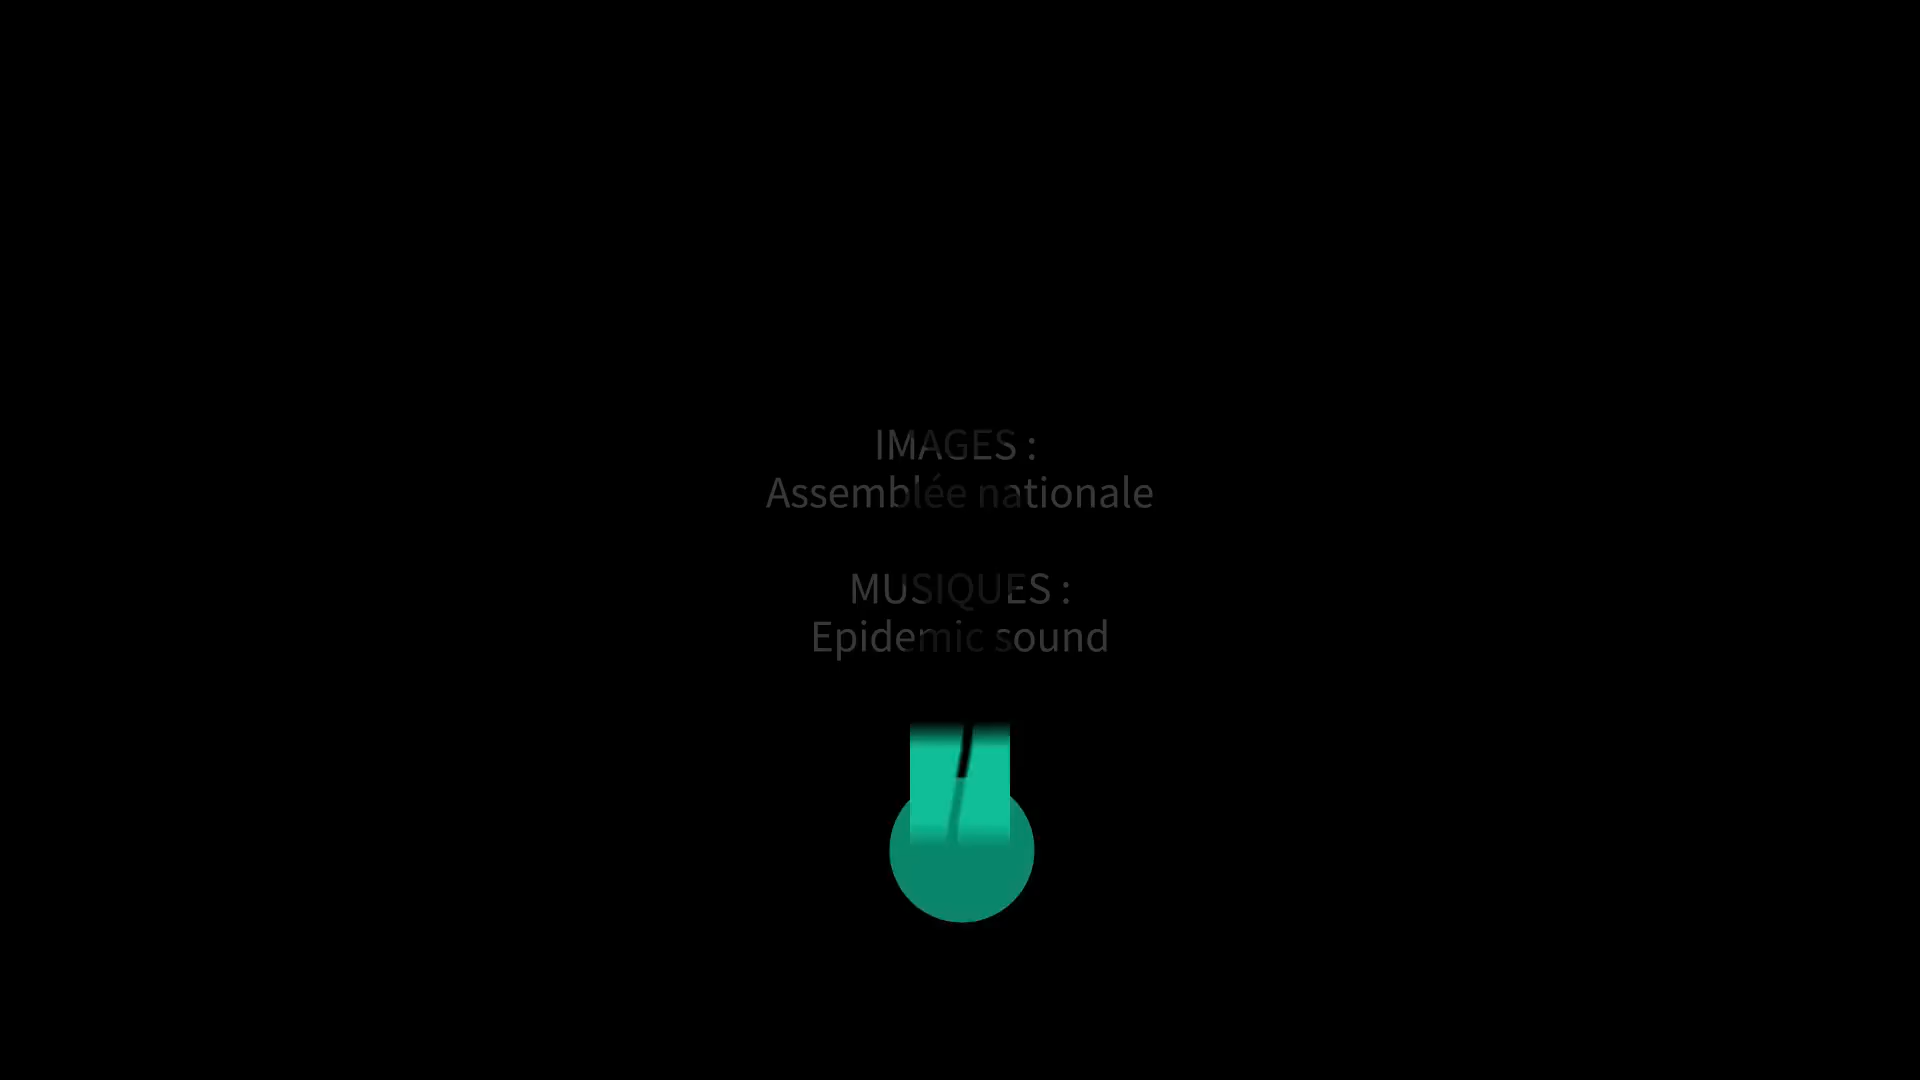 IMAGES :
Assemblée nationale
MUSIQUES :
Epidemic sound